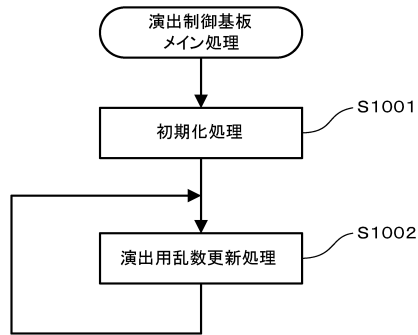 演出制御基板
メイン処理
初期化処理
S1001
演出用乱数更新処理
S1002